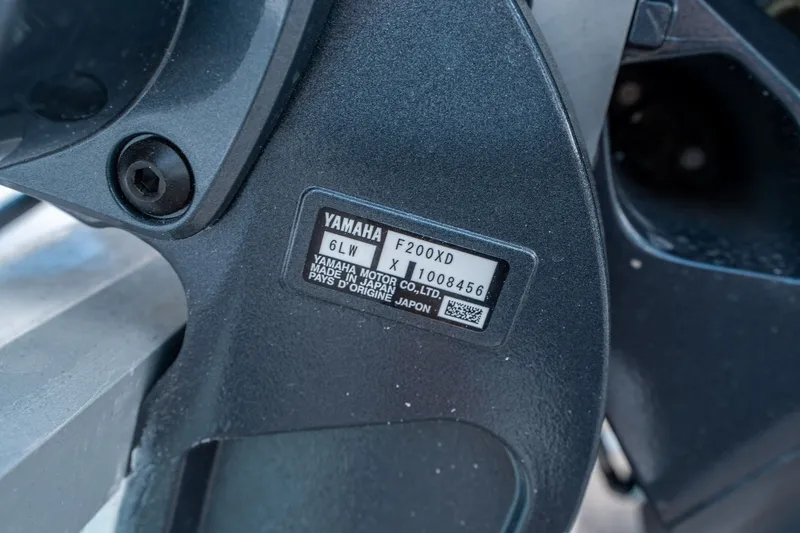 YAMAHA
F200XD
6LW
X 1008456
YAMAHA MOTOR CO.,LTD.
MADE IN JAPAN
PAYS D'ORIGINE JAPON